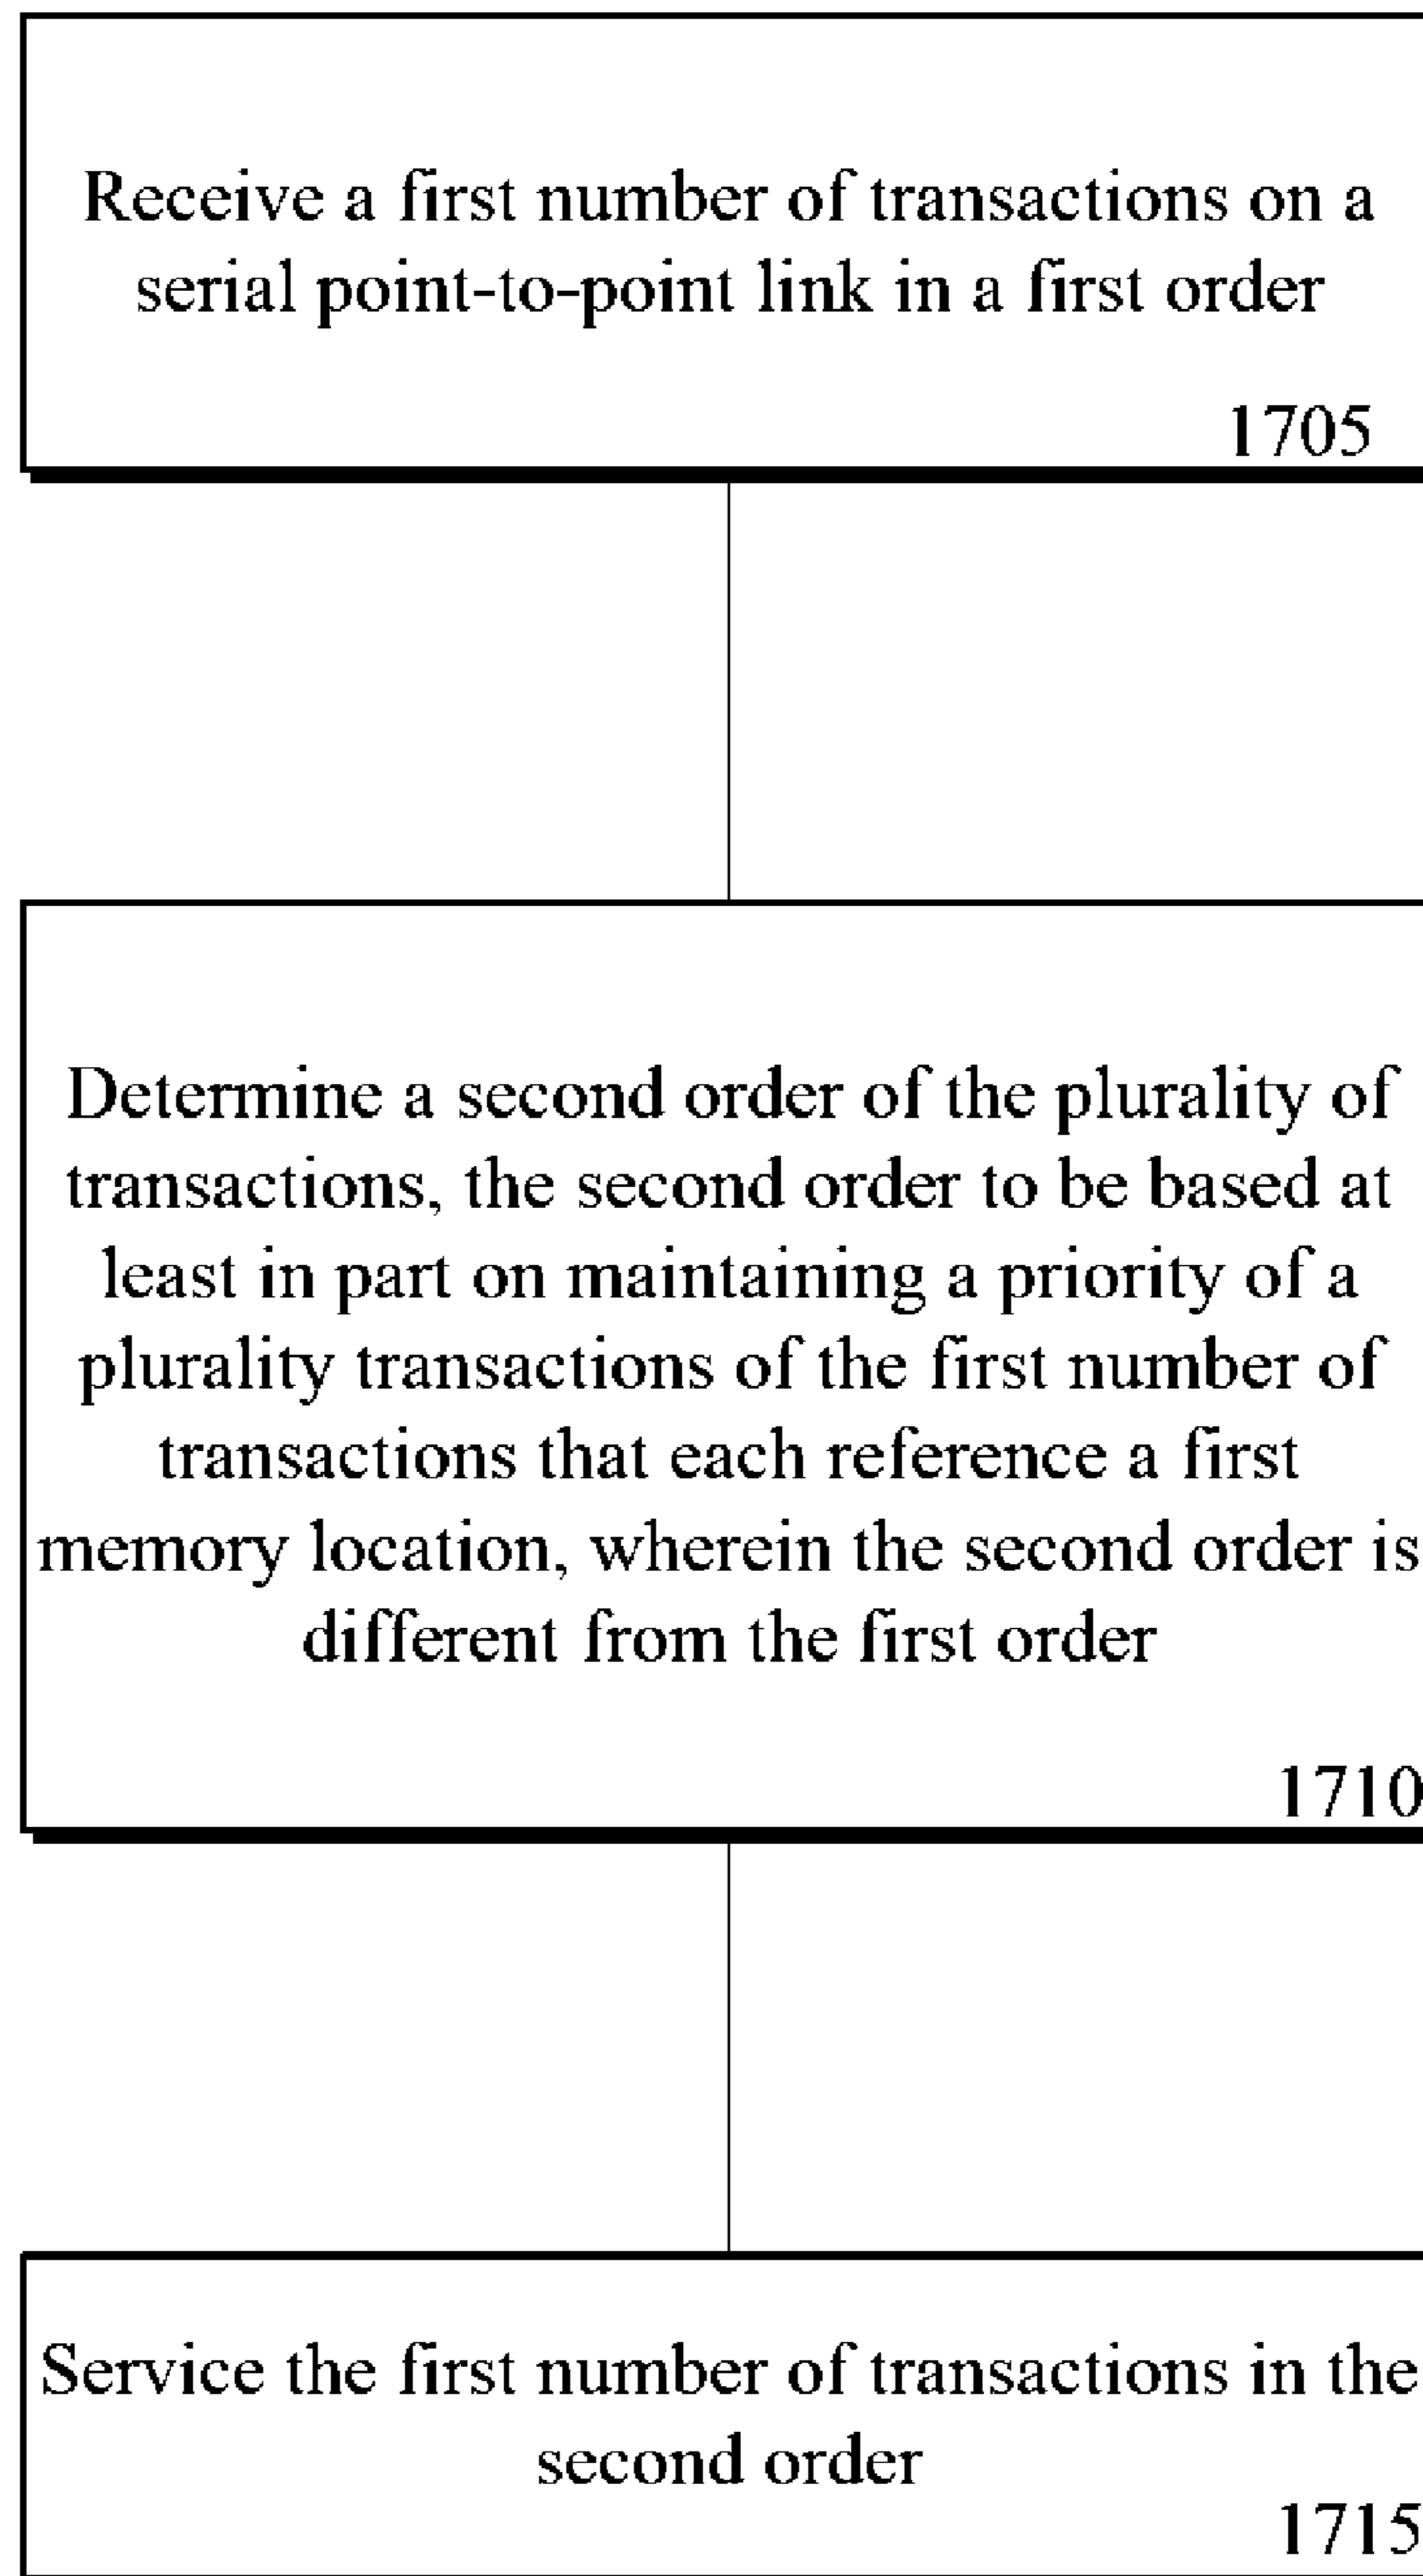 Receive a first number of transactions on a
serial point-to-point link in a first order
1705
Determine a second order of the plurality of
transactions, the second order to be based at
least in part on maintaining a priority of a
plurality transactions of the first number of
transactions that each reference a first
memory location, wherein the second order is
different from the first order
1710
Service the first number of transactions in the
second order
1715